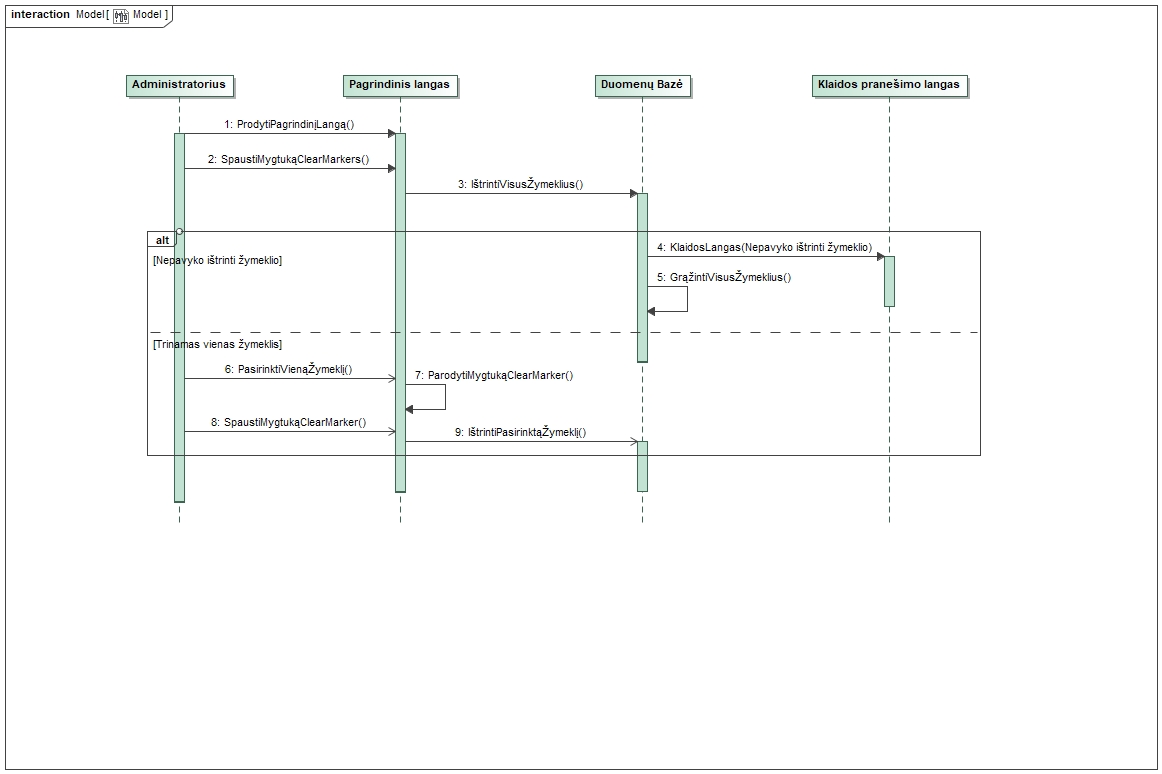 interaction Model[ Model ]
Administratorius
Pagrindinis langas
Duomenų Bazė
Klaidos pranešimo langas
1: ProdytiPagrindinįLangą()
2: SpaustiMygtukąClearMarkers()
3: IštrintiVisusŽymeklius()
alt
[Nepavyko ištrinti žymeklio]
4: KlaidosLangas(Nepavyko ištrinti žymeklio)
5: GrąžintiVisusŽymeklius()
[Trinamas vienas žymeklis]
6: PasirinktiVienąŽymeklį()
7: ParodytiMygtukąClearMarker()
8: SpaustiMygtukąClearMarker()
9: IštrintiPasirinktąŽymeklį()